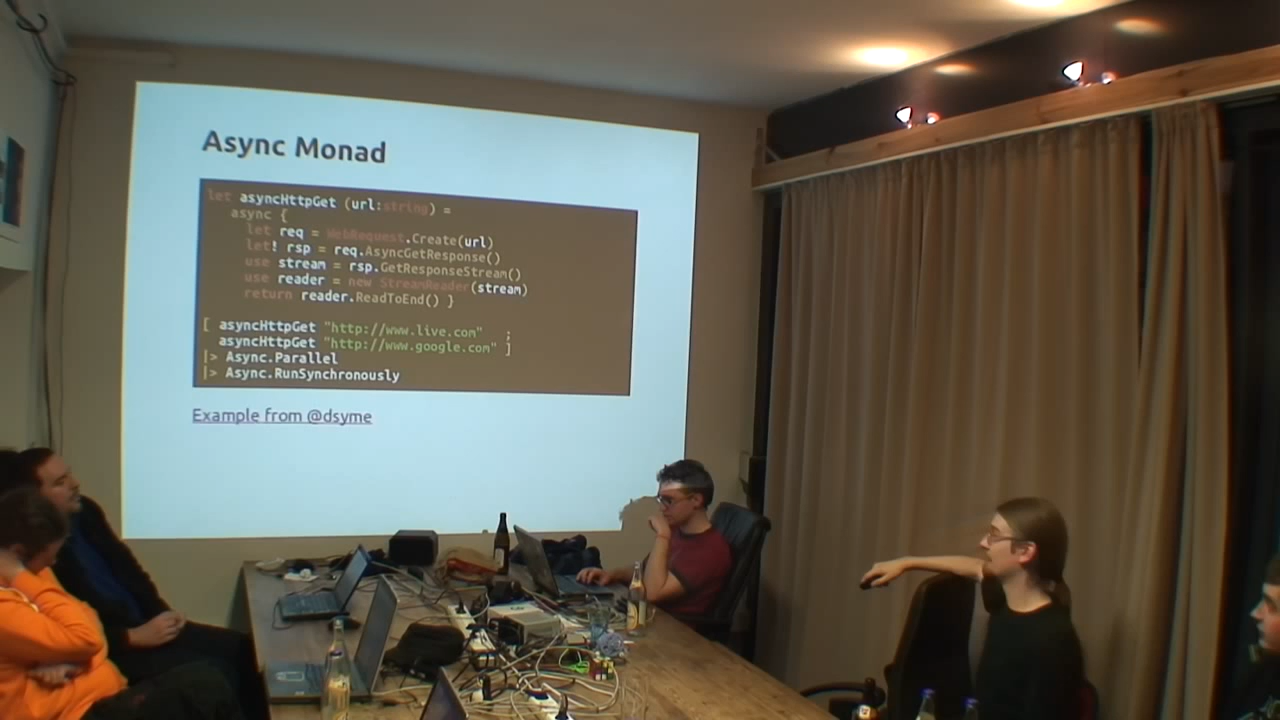 Async Monad
let asyncHttpGet (url:string) =
async {
let req = WebRequest.Create(url)
let! rsp = req.AsyncGetResponse()
use stream = rsp.GetResponseStream()
use reader = new StreamReader(stream)
return reader.ReadToEnd() }
[ asyncHttpGet "http://www.live.com" ;
asyncHttpGet "http://www.google.com" ]
|> Async.Parallel
|> Async.RunSynchronously
Example from @dsyme